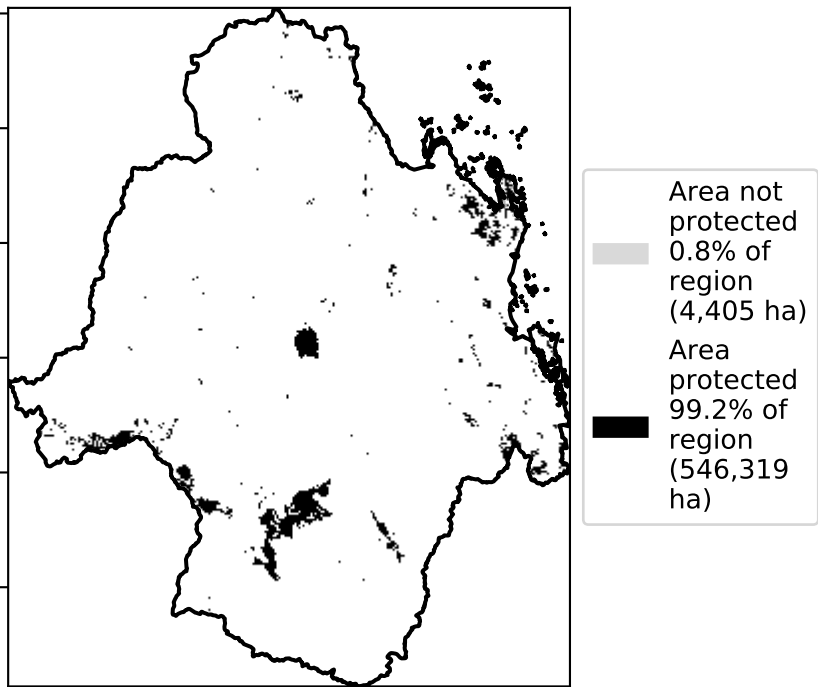 Area not
protected
0.8% of
region
(4,405 ha)
Area
protected
99.2% of
region
(546,319
ha)